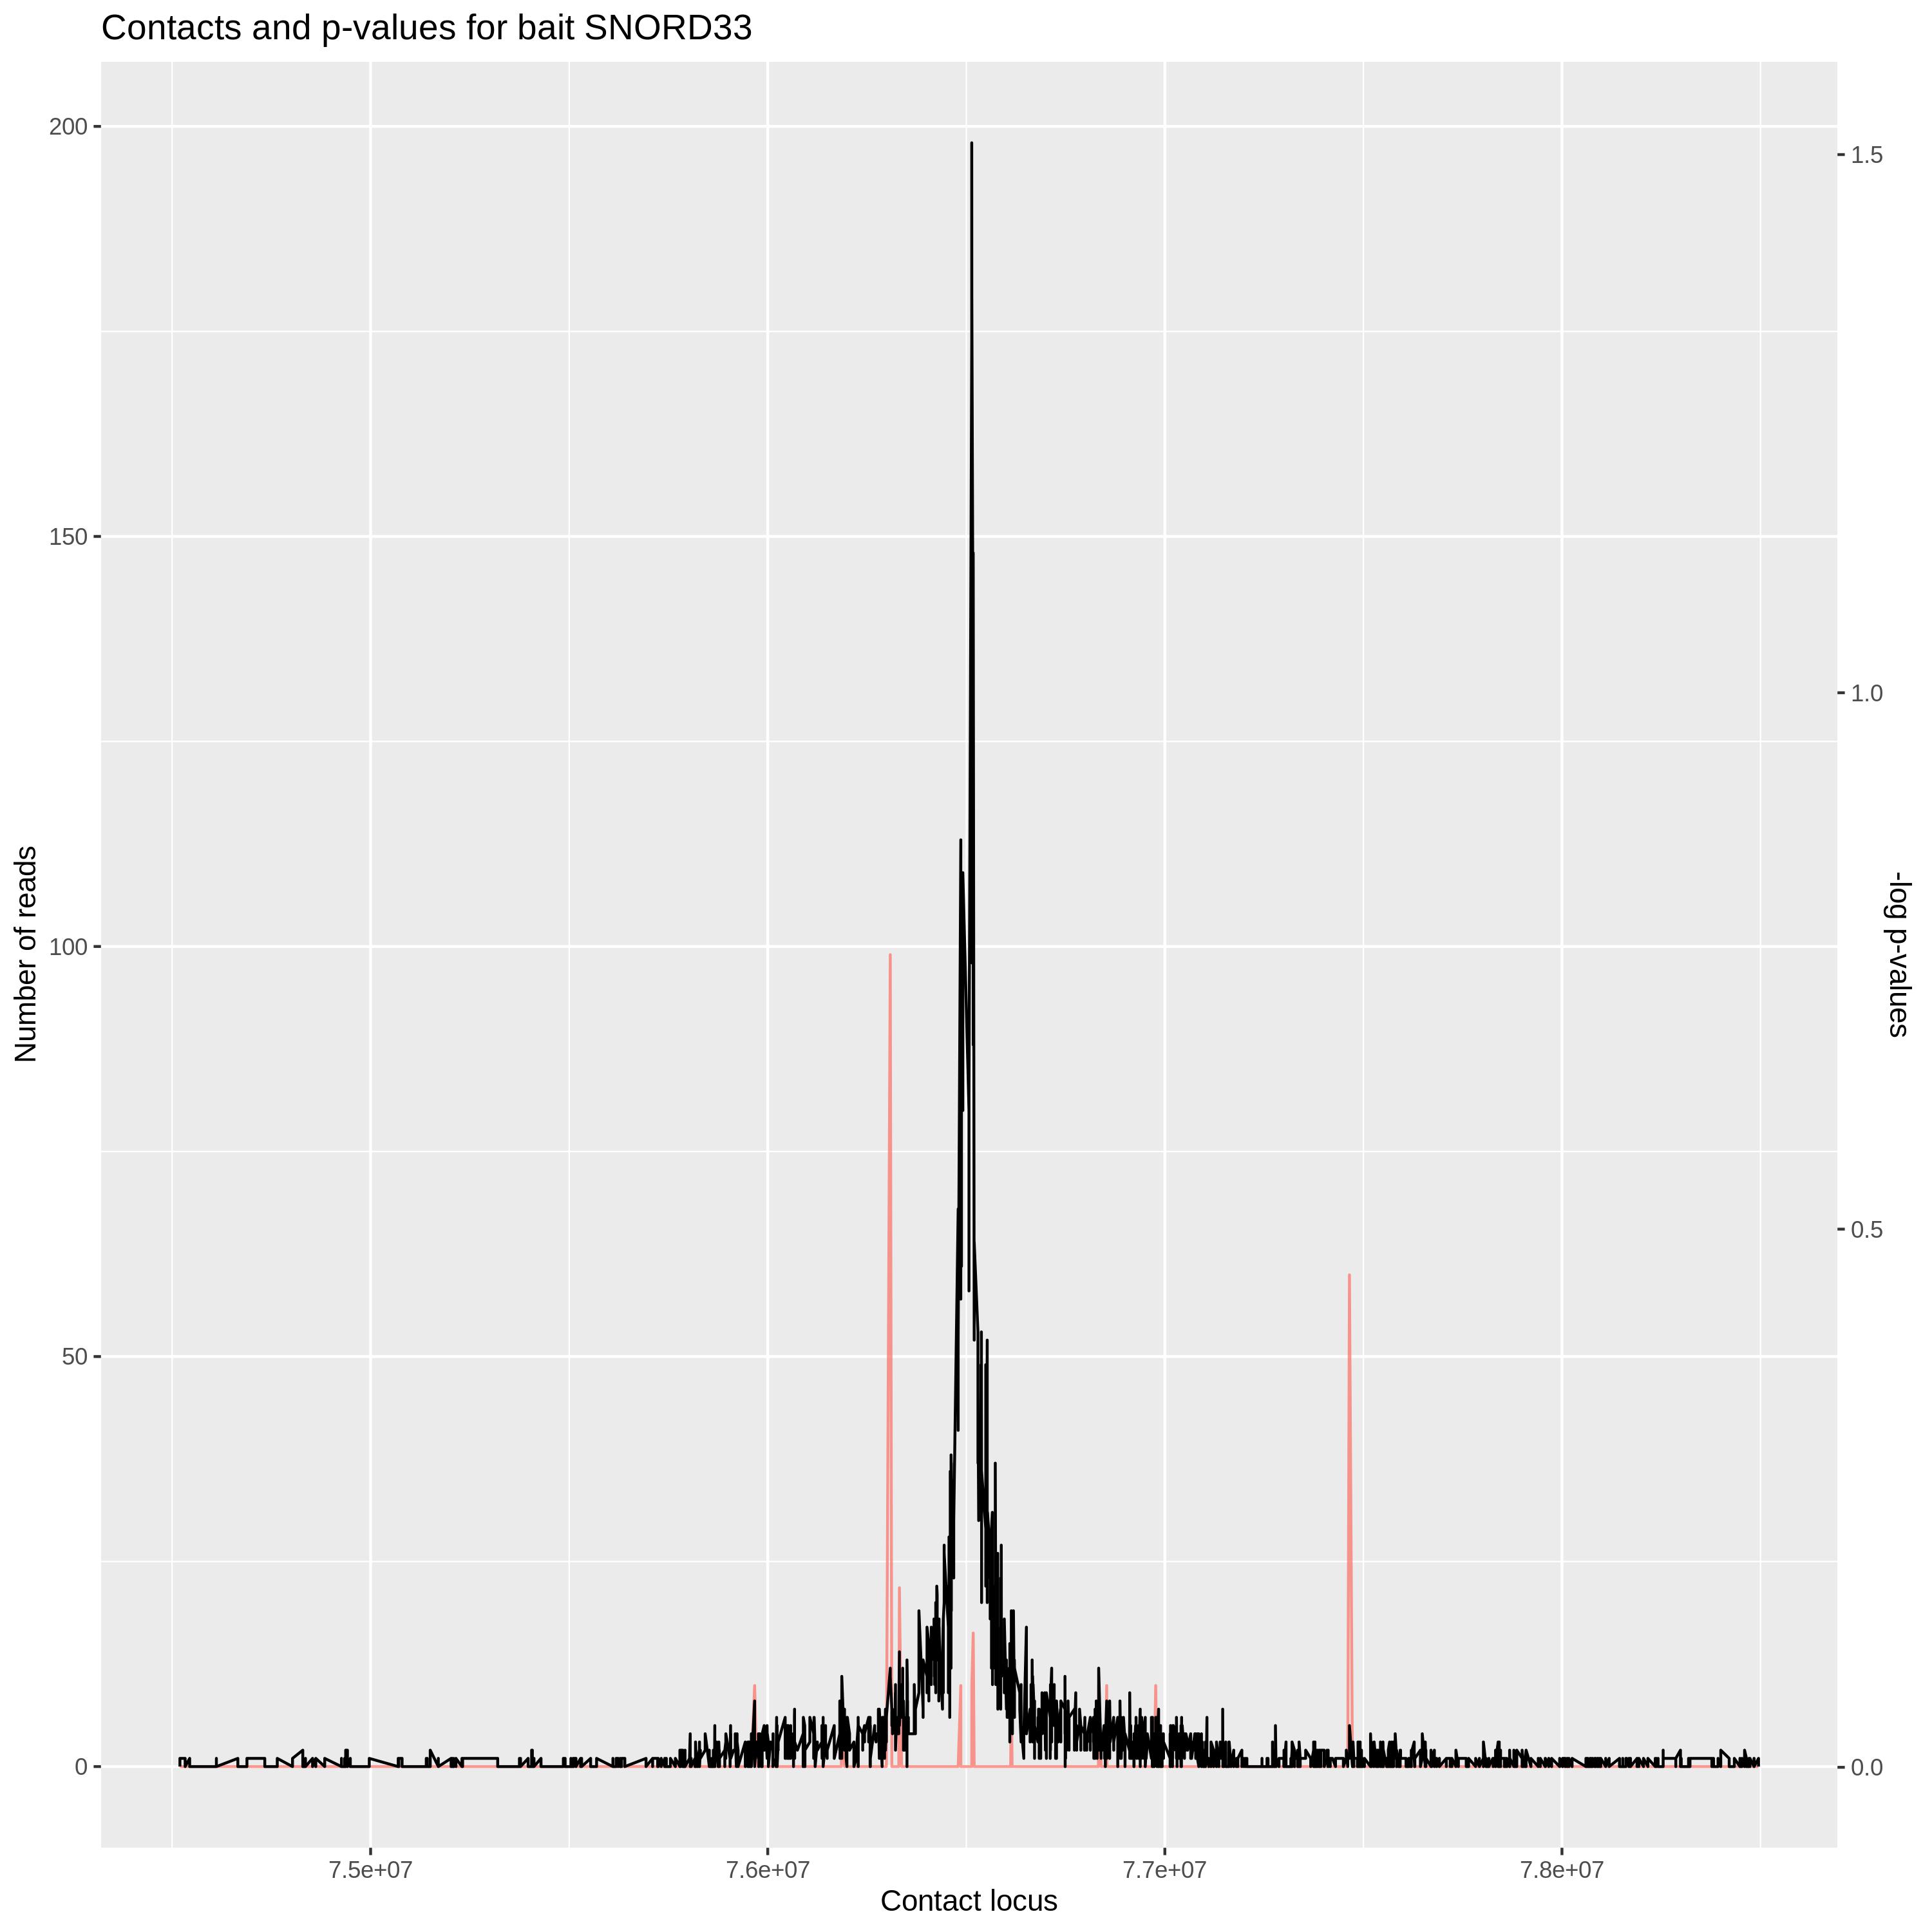 Contacts and p-values for bait SNORD33
200
150
100
50
0
Number of reads
1.5
1.0
0.5
0.0
-log p-values
7.5e+07
7.6e+07
7.7e+07
7.8e+07
Contact locus